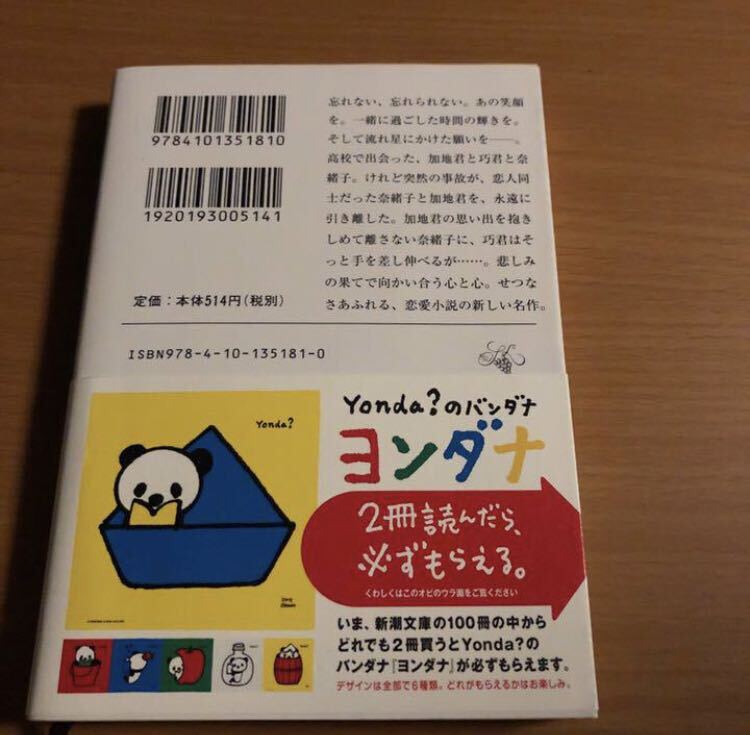 9784101351810
1920193005141
忘れない、忘れられない。あの笑顔
を。一緒に過ごした時間の輝きを。
そして流れ星にかけた願いを――。
高校で出会った、加地君と巧君と奈
緒子。けれど突然の事故が、恋人同
士だった奈緒子と加地君を、永遠に
引き離した。加地君の思い出を抱き
しめて離さない奈緒子に、巧君はそ
っと手を差し伸べるが……。悲しみ
の果てで向かい合う心と心。せつな
さあふれる、恋愛小説の新しい名作。
定価:本体514円(税別)
ISBN978-4-10-135181-0
Yonda?
Yonda?のバンダナ
ヨンダナ
2冊読んだら、
必ずもらえる。
くわしくはこのオビのウラ面をご覧ください
いま、新潮文庫の100冊の中から
どれでも2冊買うとYonda?の
バンダナ『ヨンダナ』が必ずもらえます。
デザインは全部で6種類。どれがもらえるかはお楽しみ。